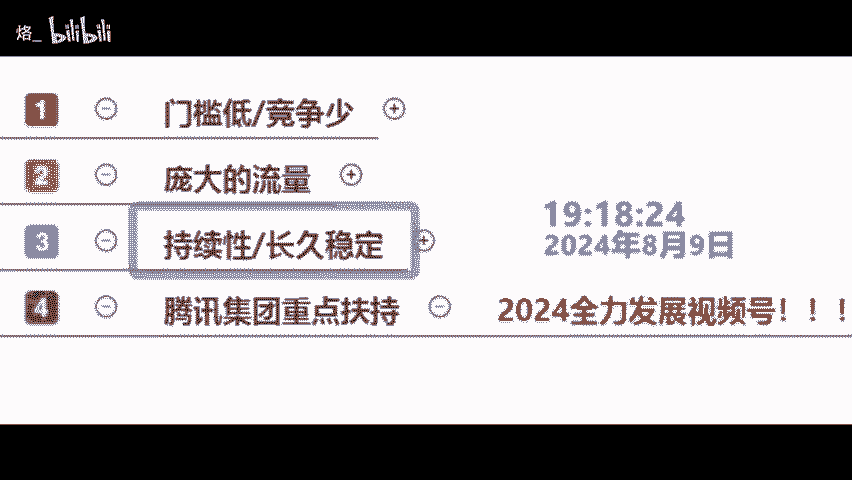 烙_ bilibili
1 门槛低/竞争少
2 庞大的流量
3 持续性/长久稳定
19:18:24
2024年8月9日
4 腾讯集团重点扶持 2024全力发展视频号！！！